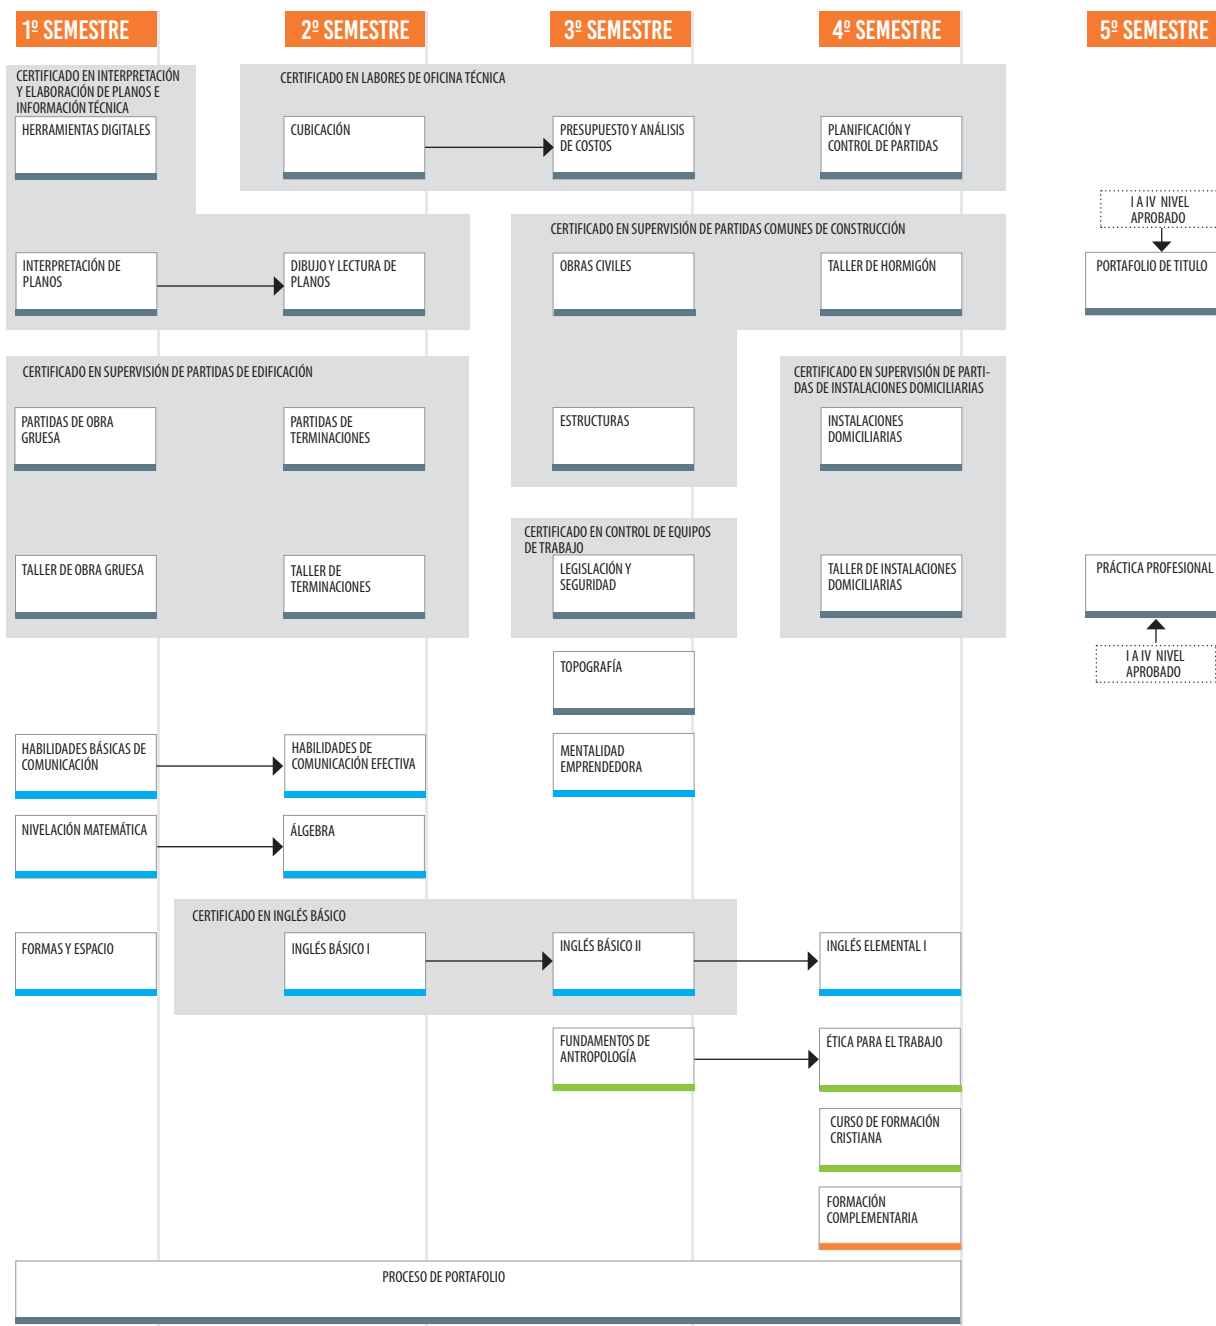 1º SEMESTRE
2º SEMESTRE
3º SEMESTRE
4º SEMESTRE
5º SEMESTRE
CERTIFICADO EN INTERPRETACIÓN
Y ELABORACIÓN DE PLANOS E
INFORMACIÓN TÉCNICA
CERTIFICADO EN LABORES DE OFICINA TÉCNICA
HERRAMIENTAS DIGITALES
CUBICACIÓN
PRESUPUESTO Y ANÁLISIS
DE COSTOS
PLANIFICACIÓN Y
CONTROL DE PARTIDAS
I A IV NIVEL
APROBADO
CERTIFICADO EN SUPERVISIÓN DE PARTIDAS COMUNES DE CONSTRUCCIÓN
INTERPRETACIÓN DE
PLANOS
DIBUJO Y LECTURA DE
PLANOS
OBRAS CIVILES
TALLER DE HORMIGÓN
PORTAFOLIO DE TITULO
CERTIFICADO EN SUPERVISIÓN DE PARTIDAS DE EDIFICACIÓN
CERTIFICADO EN SUPERVISIÓN DE PARTI-
DAS DE INSTALACIONES DOMICILIARIAS
PARTIDAS DE OBRA
GRUESA
PARTIDAS DE
TERMINACIONES
ESTRUCTURAS
INSTALACIONES
DOMICILIARIAS
CERTIFICADO EN CONTROL DE EQUIPOS
DE TRABAJO
TALLER DE OBRA GRUESA
TALLER DE
TERMINACIONES
LEGISLACIÓN Y
SEGURIDAD
TALLER DE INSTALACIONES
DOMICILIARIAS
PRÁCTICA PROFESIONAL
I A IV NIVEL
APROBADO
TOPOGRAFÍA
HABILIDADES BÁSICAS DE
COMUNICACIÓN
HABILIDADES DE
COMUNICACIÓN EFECTIVA
MENTALIDAD
EMPRENDEDORA
NIVELACIÓN MATEMÁTICA
ÁLGEBRA
CERTIFICADO EN INGLÉS BÁSICO
FORMAS Y ESPACIO
INGLÉS BÁSICO I
INGLÉS BÁSICO II
INGLÉS ELEMENTAL I
FUNDAMENTOS DE
ANTROPOLOGÍA
ÉTICA PARA EL TRABAJO
CURSO DE FORMACIÓN
CRISTIANA
FORMACIÓN
COMPLEMENTARIA
PROCESO DE PORTAFOLIO